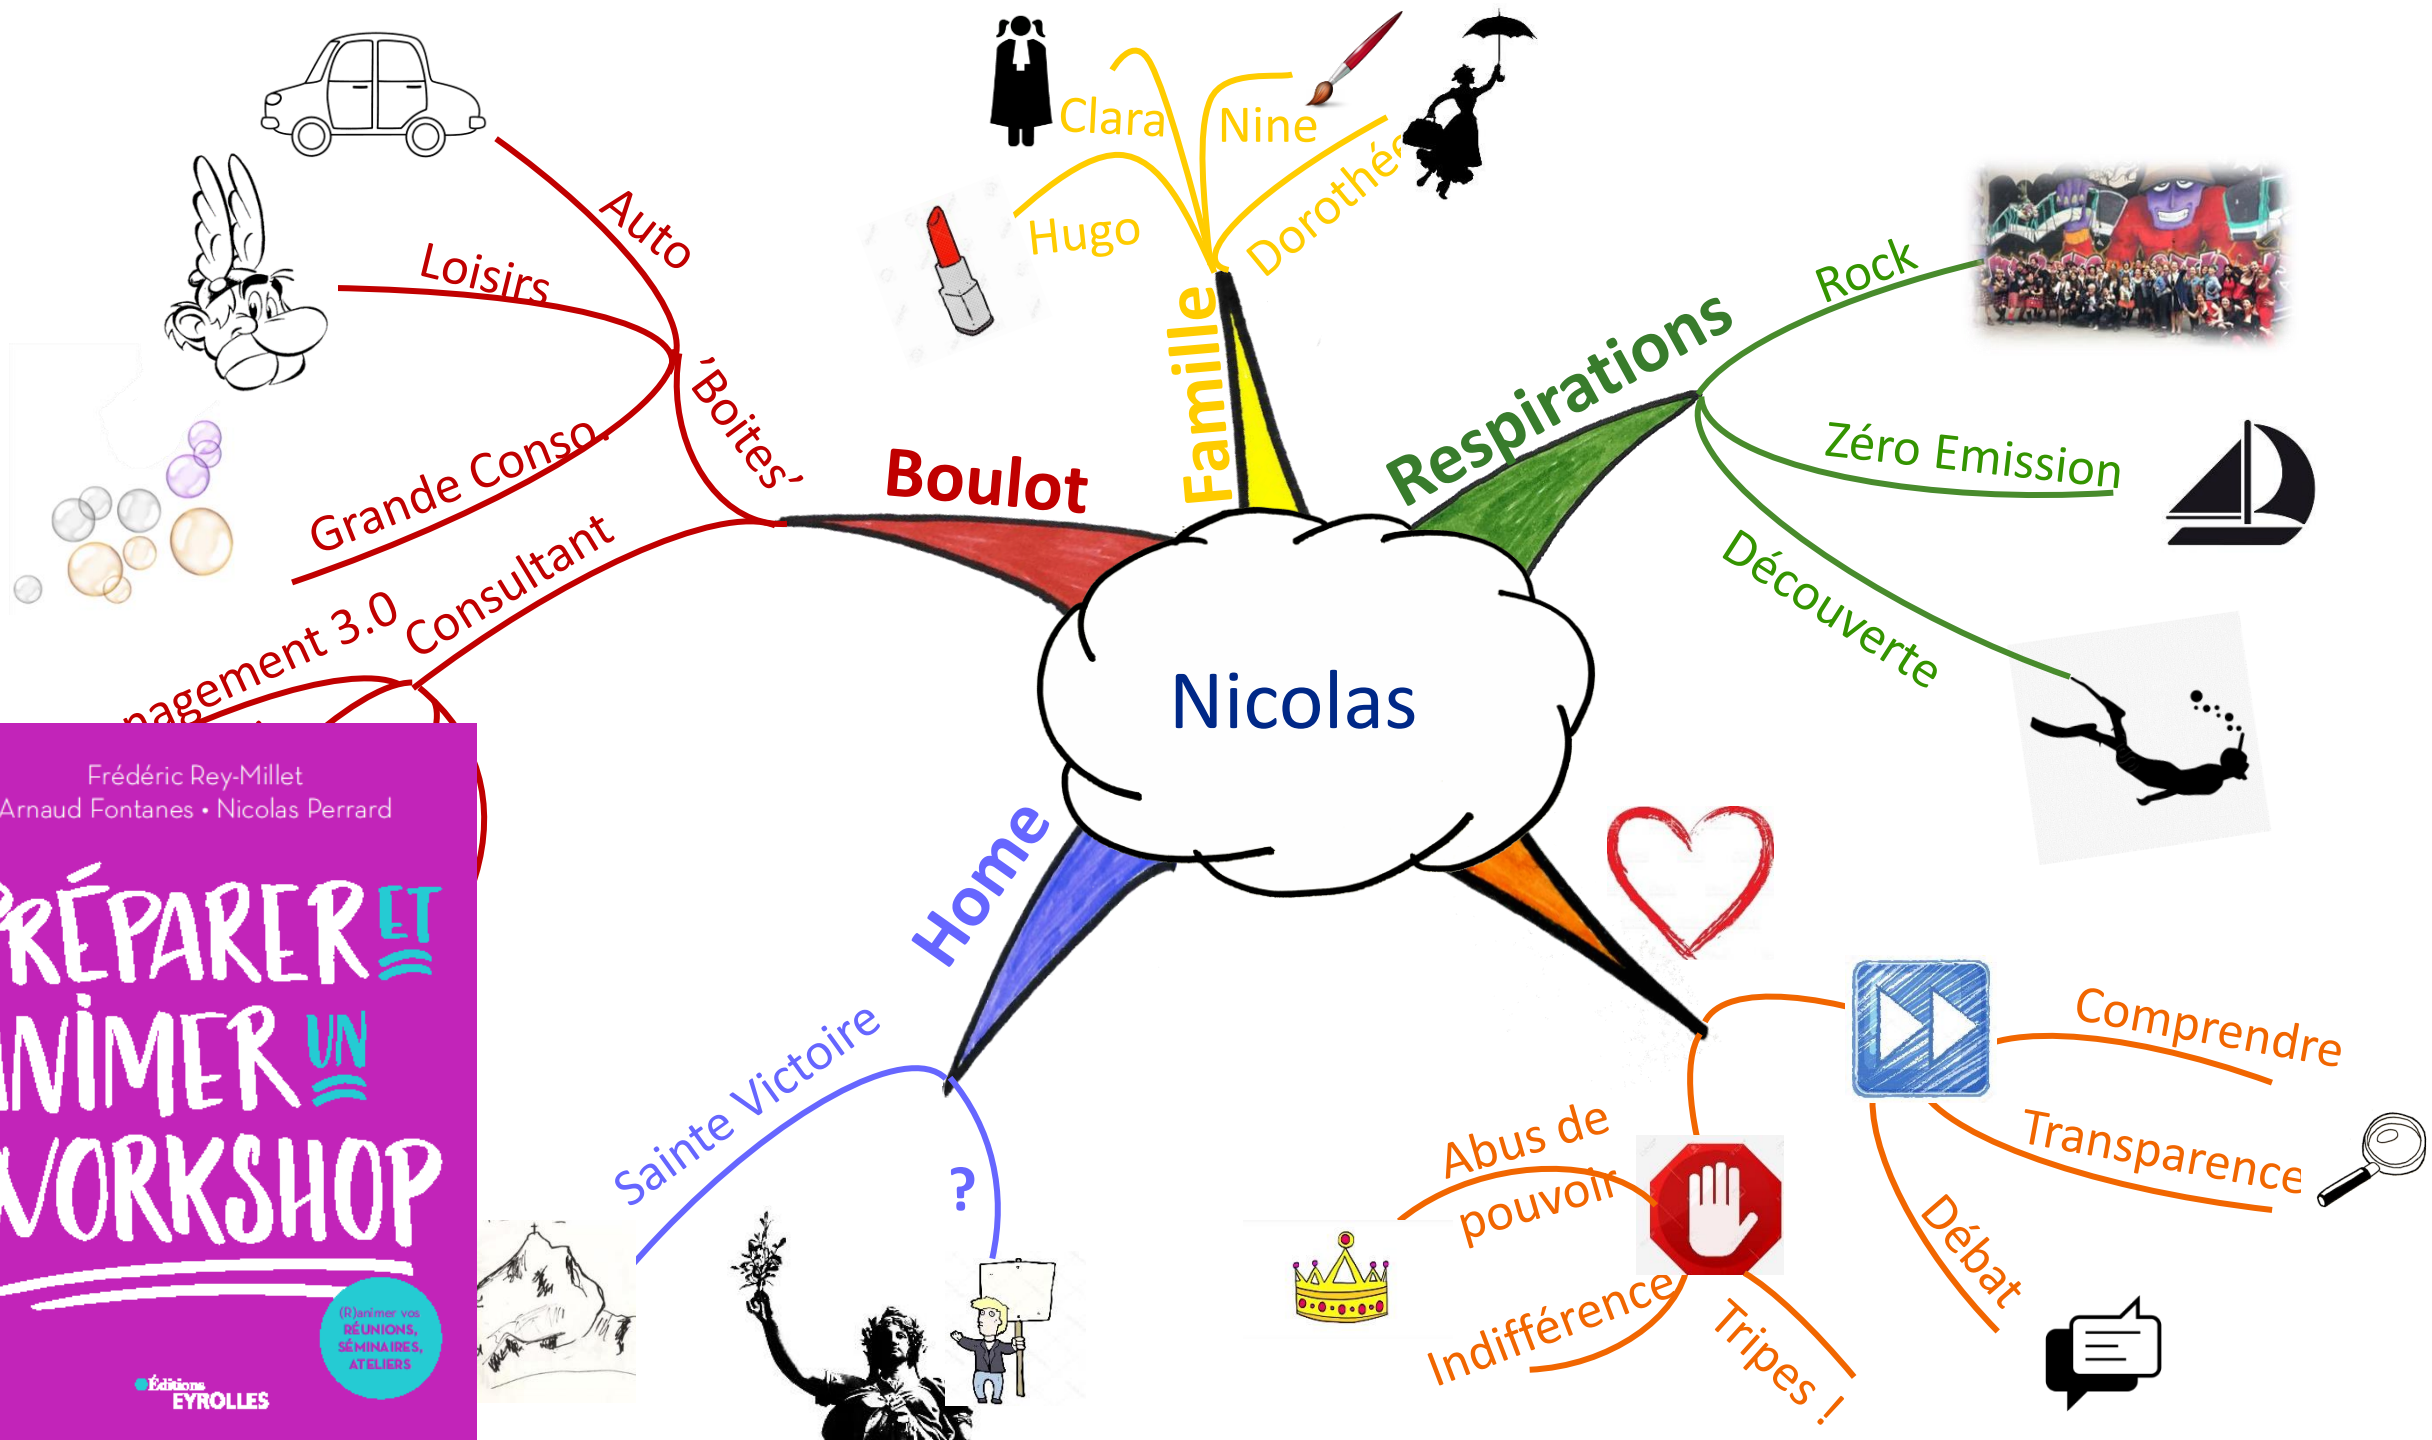 Nicolas
Famille
Clara
Nine
Hugo
Dorothée
Respirations
Rock
Zéro Emission
Découverte
Comprendre
Transparence
Débat
Abus de
pouvoir
Indifférence
Tripes !
Home
Sainte Victoire
?
Boulot
'Boites'
Auto
Loisirs
Grande Conso.
Consultant
nagement 3.0
Frédéric Rey-Millet
Arnaud Fontanes • Nicolas Perrard
PRÉPARER ET
ANIMER UN
WORKSHOP
(R)animer vos
RÉUNIONS,
SÉMINAIRES,
ATELIERS
Éditions
EYROLLES